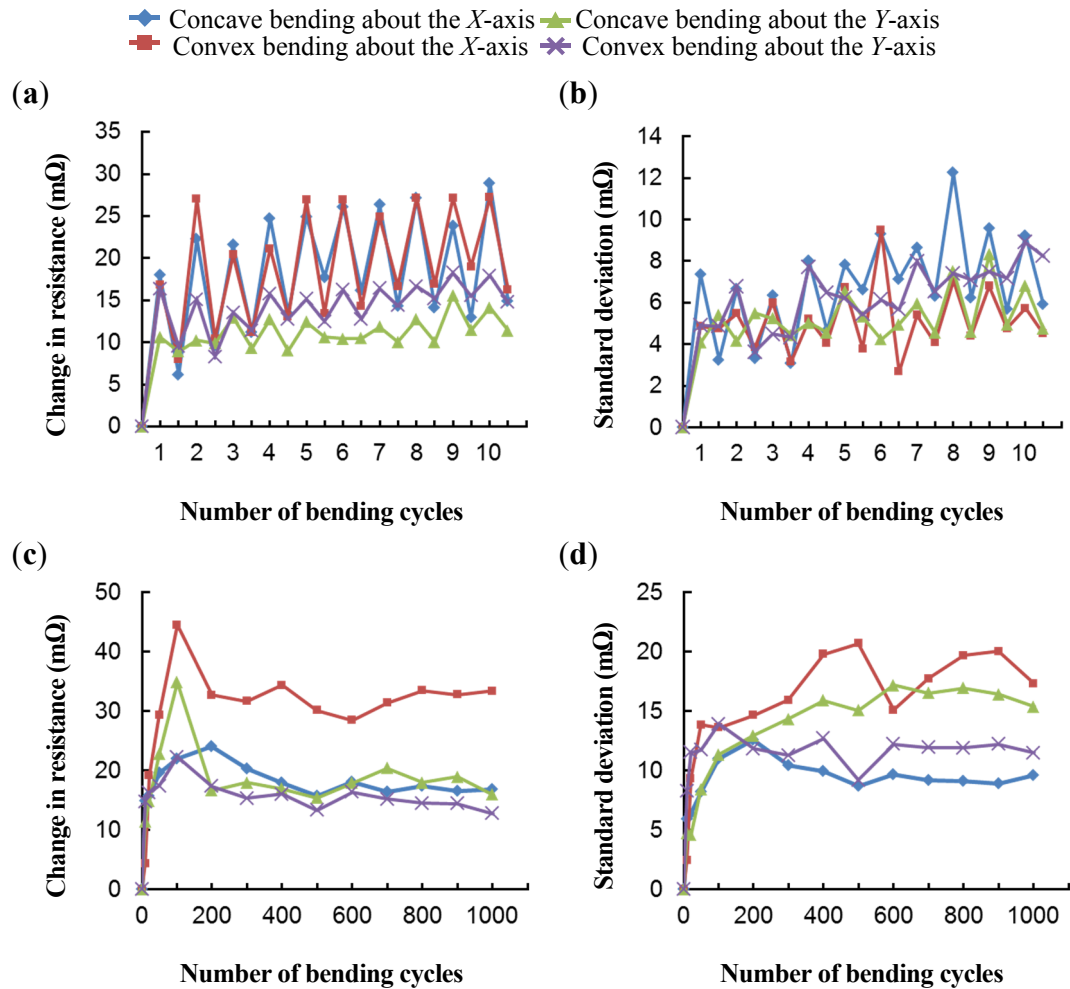 Concave bending about the X-axis Concave bending about the Y-axis
Convex bending about the X-axis Convex bending about the Y-axis
(a)
Change in resistance (mΩ)
35
30
25
20
15
10
5
0
1 2 3 4 5 6 7 8 9 10
Number of bending cycles
(b)
Standard deviation (mΩ)
14
12
10
8
6
4
2
0
1 2 3 4 5 6 7 8 9 10
Number of bending cycles
(c)
Change in resistance (mΩ)
50
40
30
20
10
0
0 200 400 600 800 1000
Number of bending cycles
(d)
Standard deviation (mΩ)
25
20
15
10
5
0
0 200 400 600 800 1000
Number of bending cycles